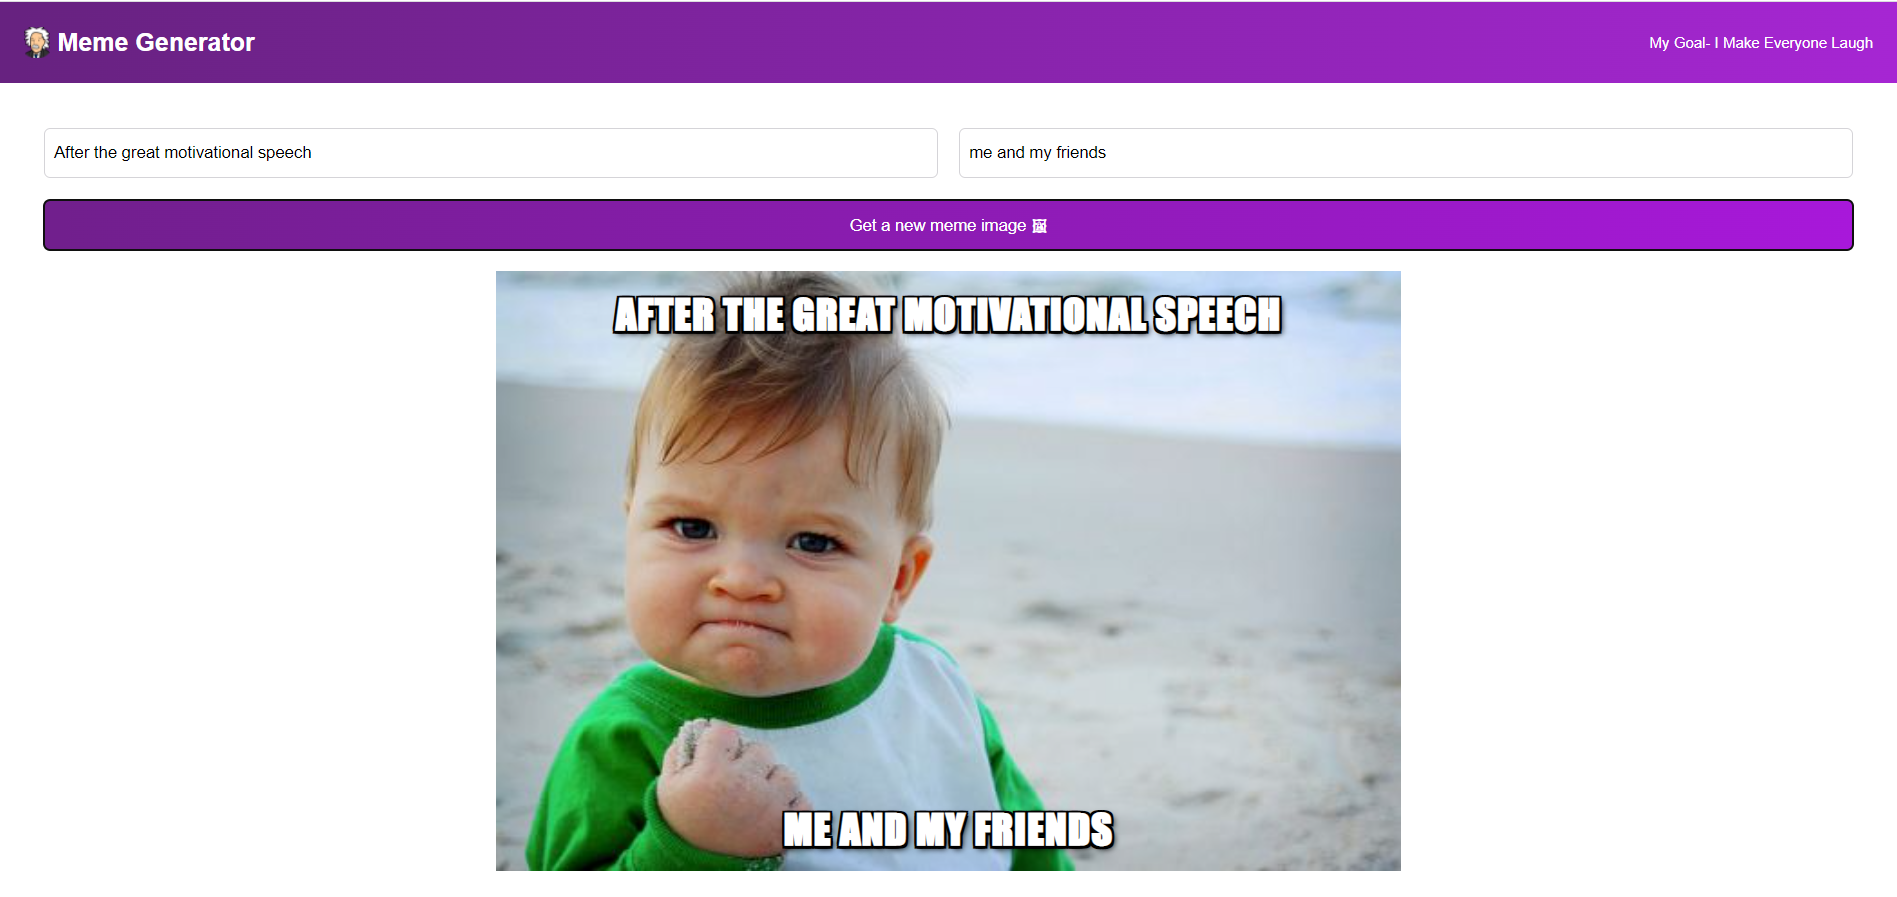 Meme Generator
My Goal- I Make Everyone Laugh
After the great motivational speech
me and my friends
Get a new meme image 🖼
AFTER THE GREAT MOTIVATIONAL SPEECH
ME AND MY FRIENDS